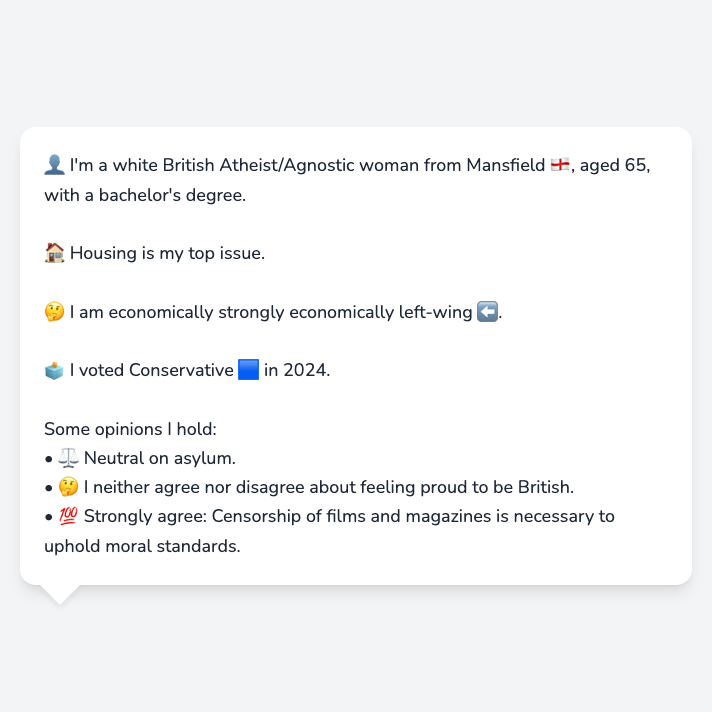 👤 I'm a white British Atheist/Agnostic woman from Mansfield 🏴󠁧󠁢󠁥󠁮󠁧󠁿, aged 65,
with a bachelor's degree.
🏠 Housing is my top issue.
🤔 I am economically strongly economically left-wing ⬅️.
🗳️ I voted Conservative 🟦 in 2024.
Some opinions I hold:
• ⚖️ Neutral on asylum.
• 🤔 I neither agree nor disagree about feeling proud to be British.
• 💯 Strongly agree: Censorship of films and magazines is necessary to
uphold moral standards.